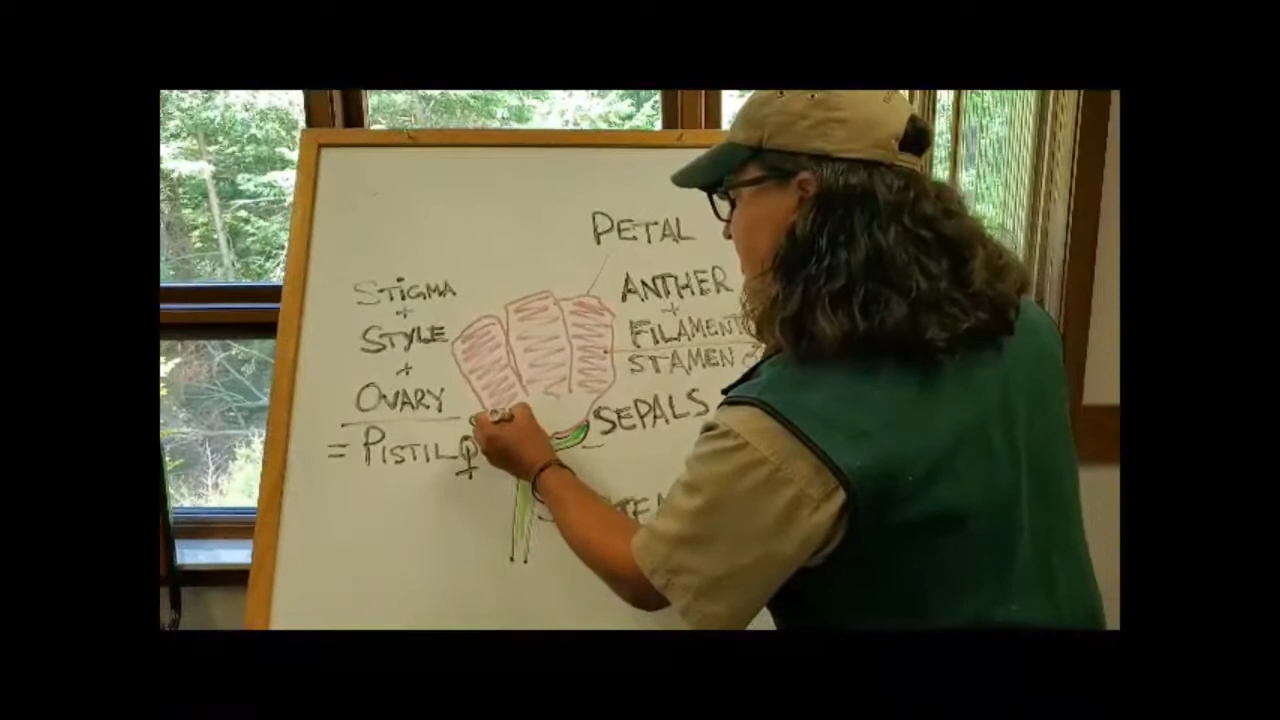 PETAL
STIGMA
+
STYLE
+
OVARY
= PISTIL ♀
ANTHER
+
FILAMENT
STAMEN ♂
SEPALS